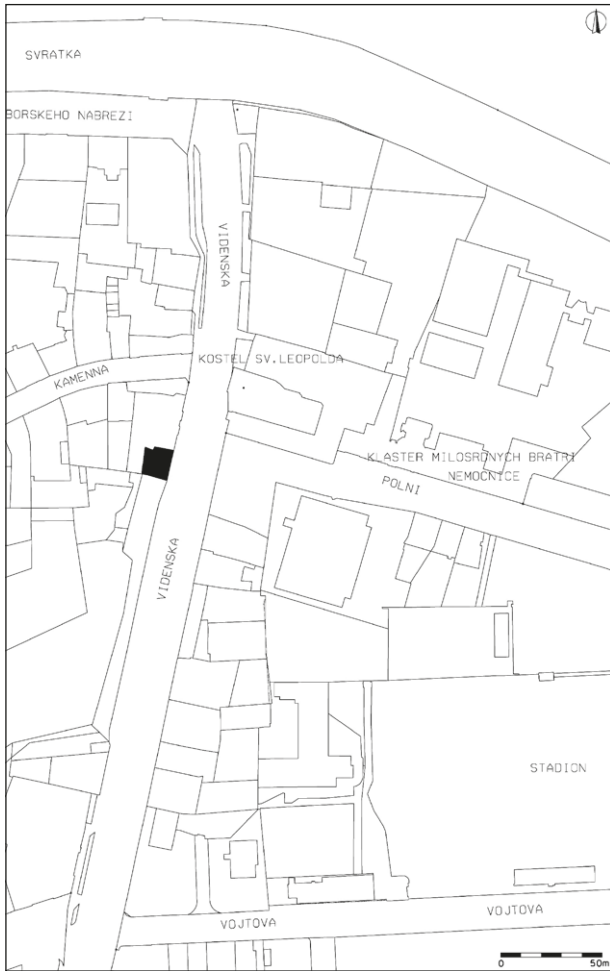 SVRATKA
BORSKEHO NABREZI
VIDENSKA
KOSTEL SV.LEOPOLDA
KAMENNA
KLASTER MILOSRDNYCH BRATRI
NEMOCNICE
POLNI
VIDENSKA
STADION
VOJTOVA
VOJTOVA
0 50m